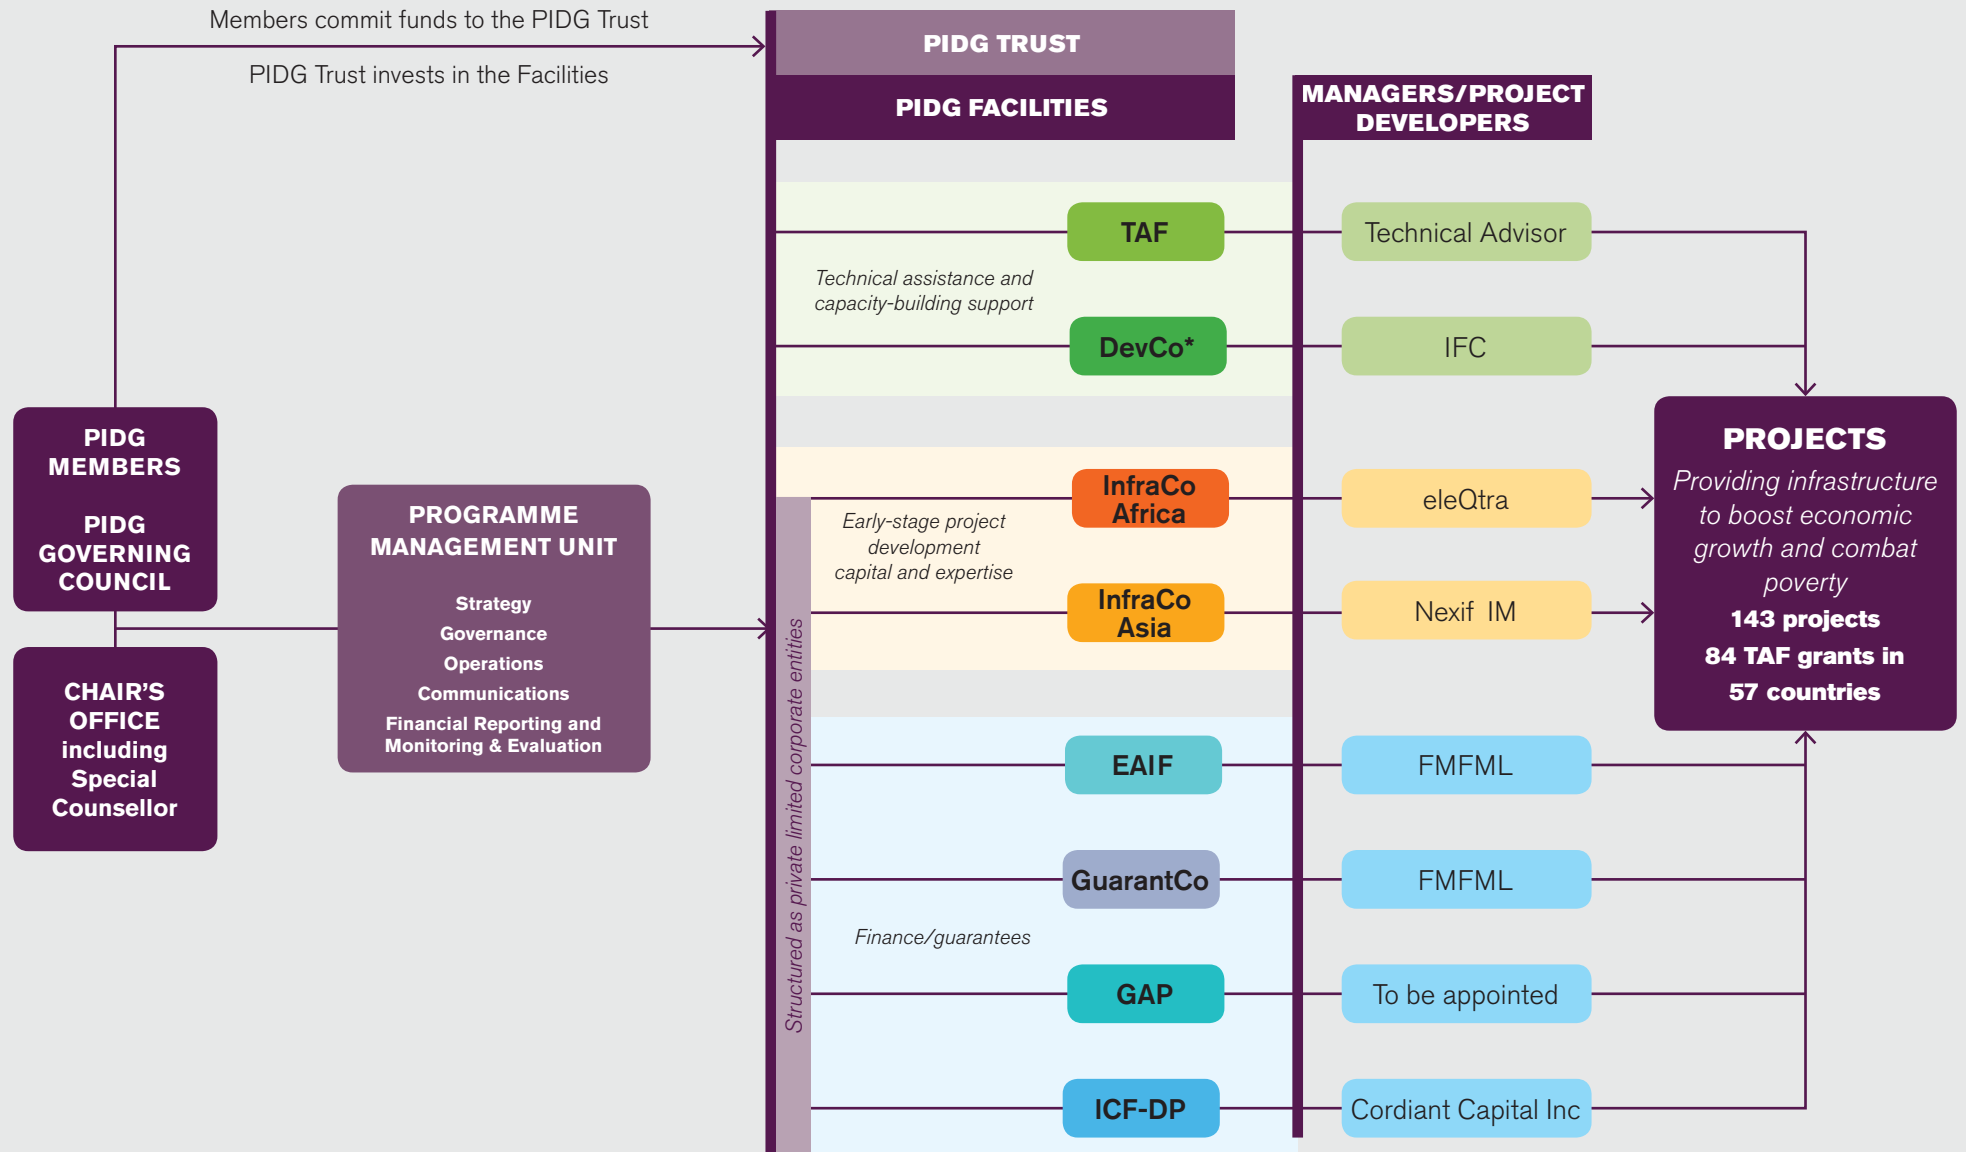 Members commit funds to the PIDG Trust
PIDG Trust invests in the Facilities
PIDG TRUST
PIDG FACILITIES
MANAGERS/PROJECT
DEVELOPERS
TAF
Technical Advisor
Technical assistance and
capacity-building support
DevCo*
IFC
PIDG
MEMBERS
PIDG
GOVERNING
COUNCIL
CHAIR'S
OFFICE
including
Special
Counsellor
PROGRAMME
MANAGEMENT UNIT
Strategy
Governance
Operations
Communications
Financial Reporting and
Monitoring & Evaluation
Structured as private limited corporate entities
InfraCo
Africa
eleQtra
Early-stage project
development
capital and expertise
InfraCo
Asia
Nexif IM
PROJECTS
Providing infrastructure
to boost economic
growth and combat
poverty
143 projects
84 TAF grants in
57 countries
EAIF
FMFML
GuarantCo
FMFML
Finance/guarantees
GAP
To be appointed
ICF-DP
Cordiant Capital Inc